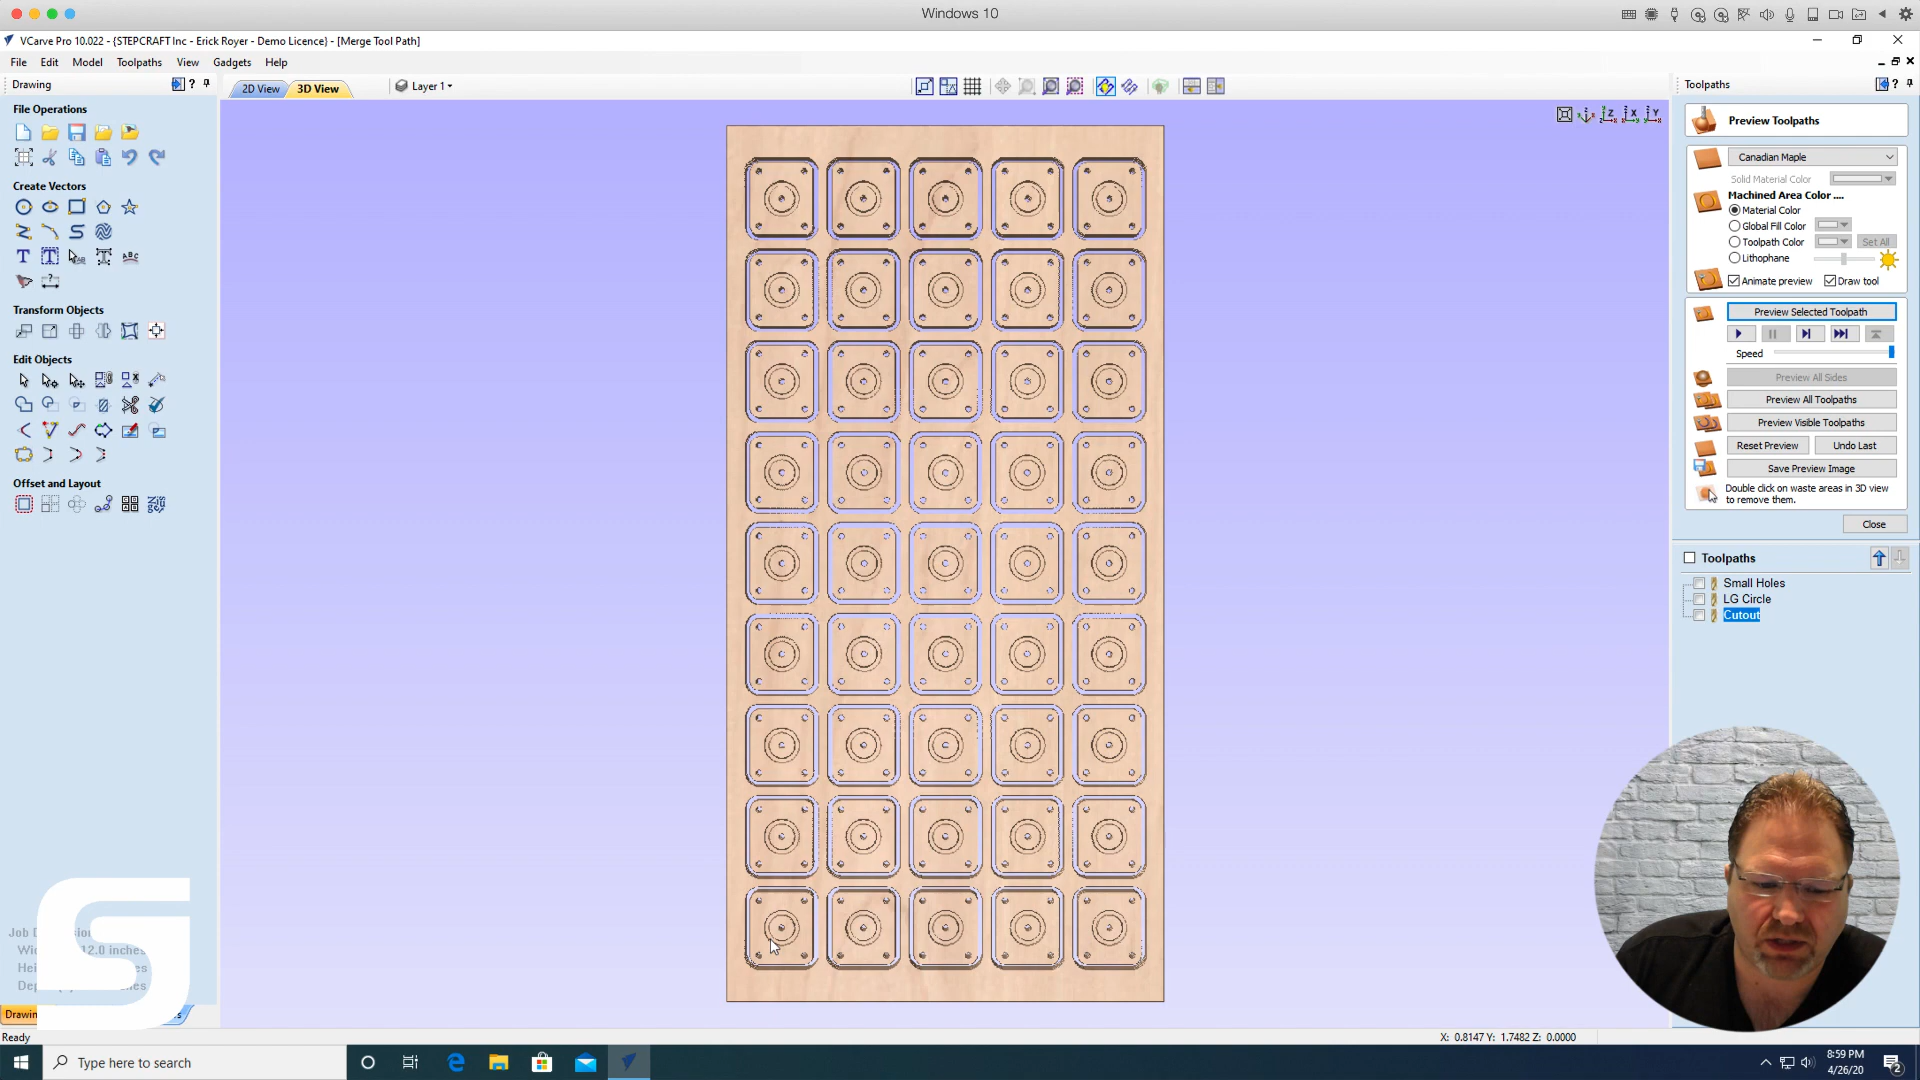 Windows 10
VCarve Pro 10.022 - {STEPCRAFT Inc - Erick Royer - Demo Licence} - [Merge Tool Path]
File Edit Model Toolpaths View Gadgets Help
Drawing
2D View
3D View
Layer 1
Toolpaths
File Operations
Create Vectors
Transform Objects
Edit Objects
Offset and Layout
Preview Toolpaths
Canadian Maple
Solid Material Color
Machined Area Color ....
Material Color
Global Fill Color
Toolpath Color
Set All
Lithophane
Animate preview
Draw tool
Preview Selected Toolpath
Speed
Preview All Sides
Preview All Toolpaths
Preview Visible Toolpaths
Reset Preview
Undo Last
Save Preview Image
Double click on waste areas in 3D view
to remove them.
Close
Toolpaths
Small Holes
LG Circle
Cutout
Ready
X: 0.8147 Y: 1.7482 Z: 0.0000
Type here to search
8:59 PM
4/26/20
2